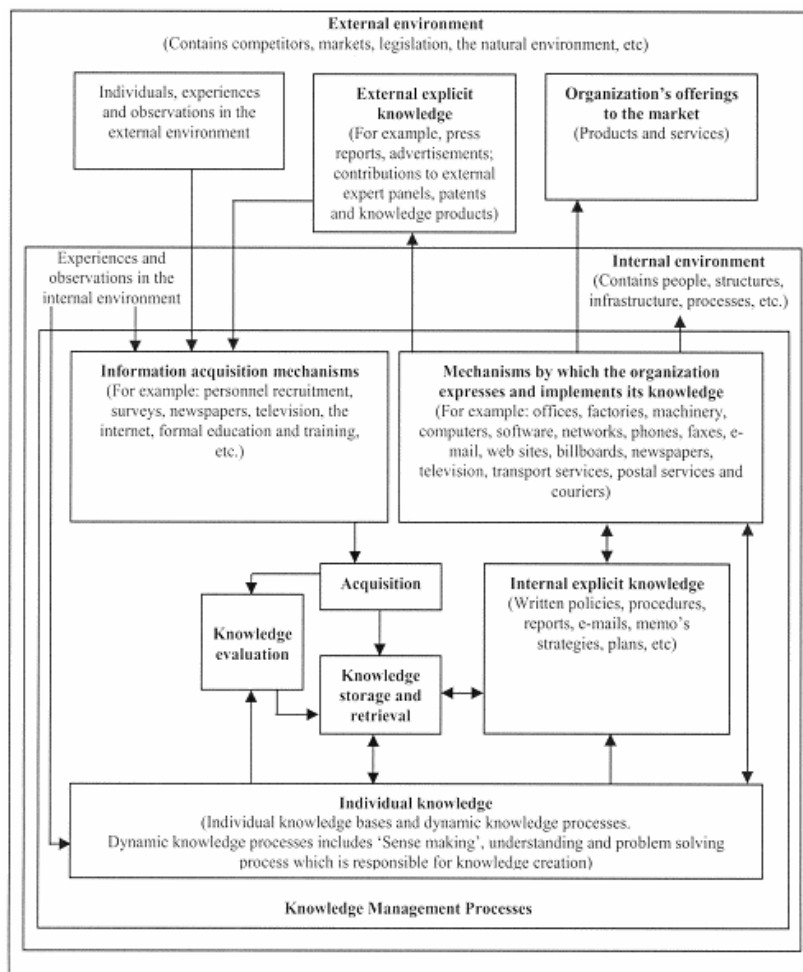 External environment
(Contains competitors, markets, legislation, the natural environment, etc)
Individuals, experiences
and observations in the
external environment
External explicit
knowledge
(For example, press
reports, advertisements;
contributions to external
expert panels, patents
and knowledge products)
Organization's offerings
to the market
(Products and services)
Experiences and
observations in the
internal environment
Internal environment
(Contains people, structures,
infrastructure, processes, etc.)
Information acquisition mechanisms
(For example: personnel recruitment,
surveys, newspapers, television, the
internet, formal education and training,
etc.)
Mechanisms by which the organization
expresses and implements its knowledge
(For example: offices, factories, machinery,
computers, software, networks, phones, faxes, e-
mail, web sites, billboards, newspapers,
television, transport services, postal services and
couriers)
Acquisition
Knowledge
evaluation
Knowledge
storage and
retrieval
Internal explicit knowledge
(Written policies, procedures,
reports, e-mails, memo's
strategies, plans, etc)
Individual knowledge
(Individual knowledge bases and dynamic knowledge processes.
Dynamic knowledge processes includes 'Sense making', understanding and problem solving
process which is responsible for knowledge creation)
Knowledge Management Processes